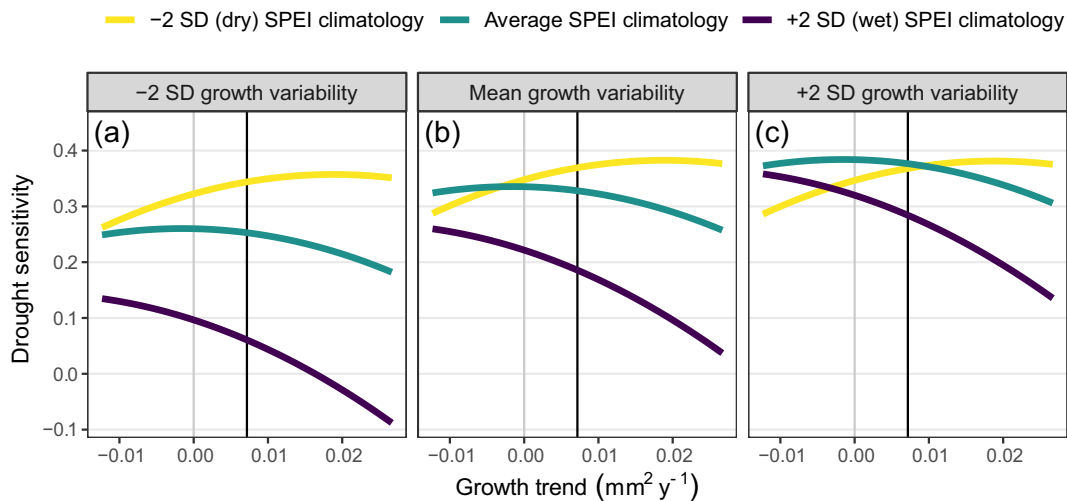 −2 SD (dry) SPEI climatology Average SPEI climatology +2 SD (wet) SPEI climatology
−2 SD growth variability Mean growth variability +2 SD growth variability
(a) (b) (c)
Drought sensitivity
0.4
0.3
0.2
0.1
0.0
−0.1
−0.01 0.00 0.01 0.02 −0.01 0.00 0.01 0.02 −0.01 0.00 0.01 0.02
Growth trend (mm² y⁻¹)